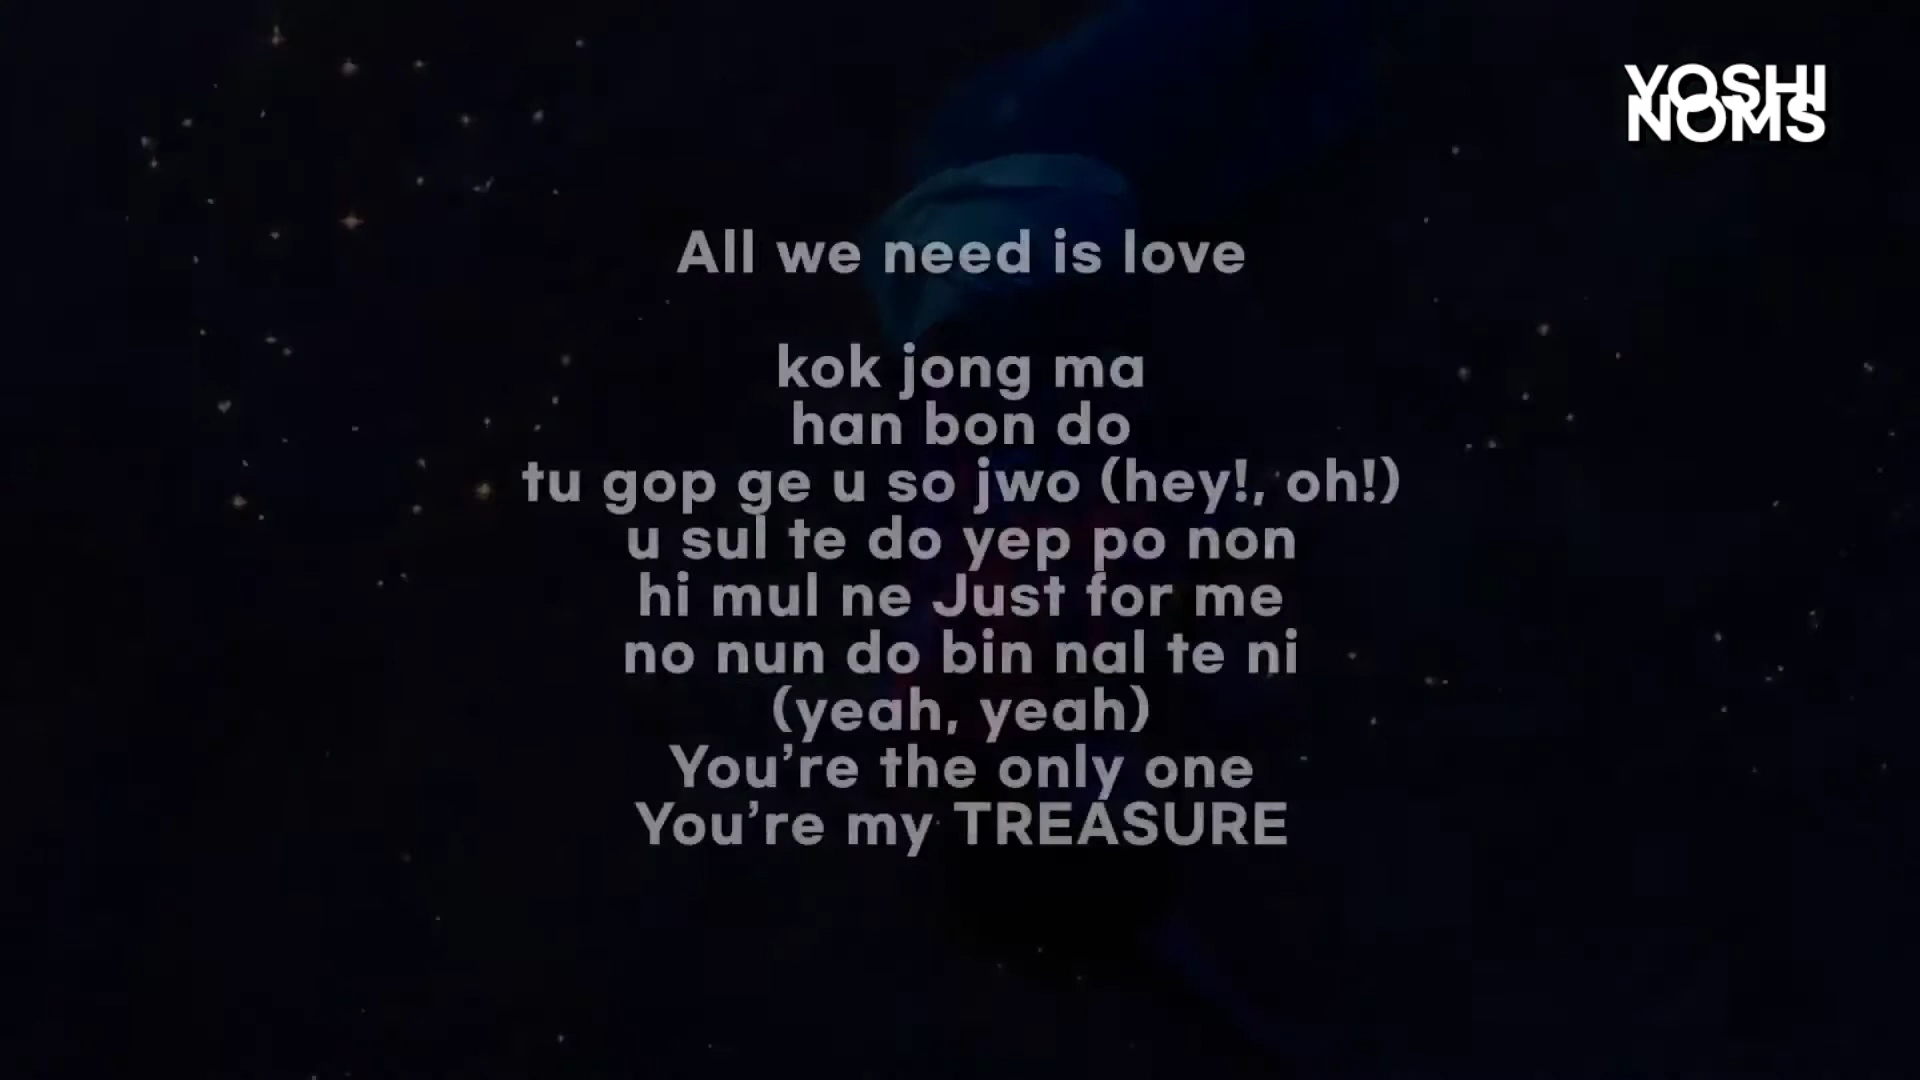 YOSHI
NOMS
All we need is love
kok jong ma
han bon do
tu gop ge u so jwo (hey!, oh!)
u sul te do yep po non
hi mul ne Just for me
no nun do bin nal te ni
(yeah, yeah)
You’re the only one
You’re my TREASURE